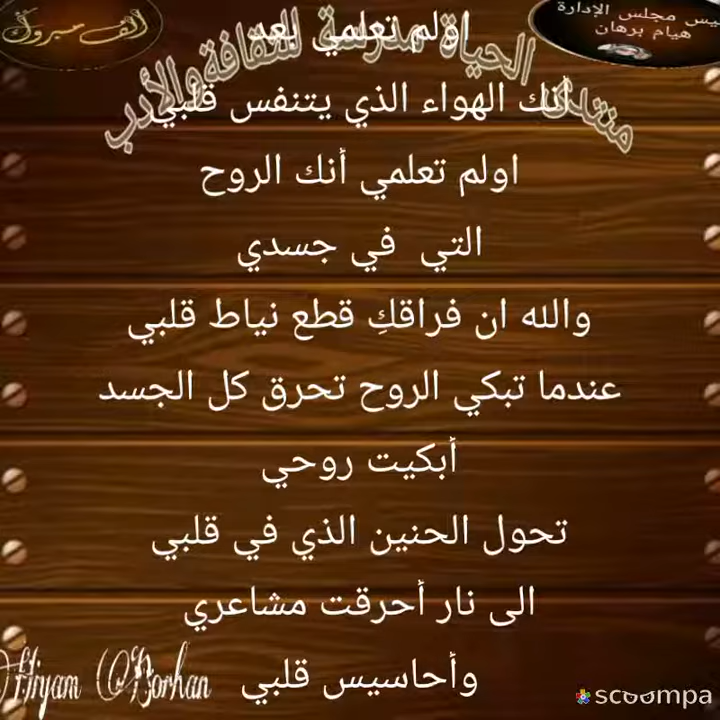 ألف مبروك
رئيس مجلس الإدارة
هيام برهان
منتدى الحياة مدرسة للثقافة والأدب
اولم تعلمي بعد
أنك الهواء الذي يتنفس قلبي
اولم تعلمي أنك الروح
التي في جسدي
والله ان فراقكِ قطع نياط قلبي
عندما تبكي الروح تحرق كل الجسد
أبكيت روحي
تحول الحنين الذي في قلبي
الى نار أحرقت مشاعري
وأحاسيس قلبي
Hiyam Borhan
scoompa